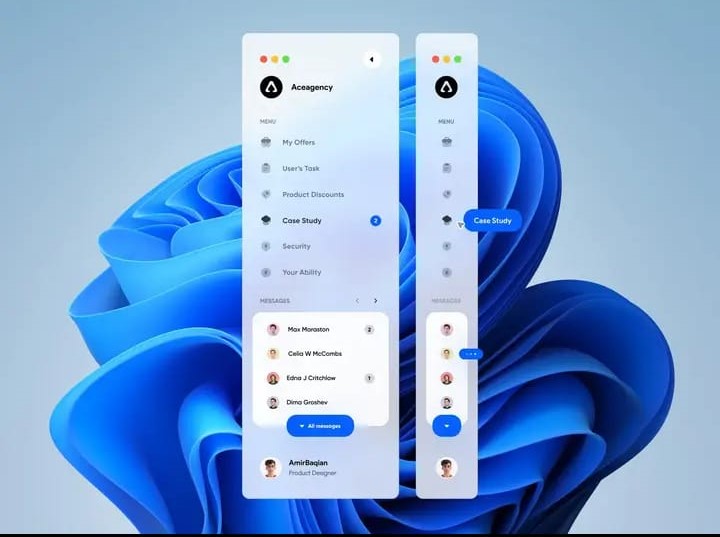 Aceagency
MENU
My Offers
User's Task
Product Discounts
Case Study
2
Security
Your Ability
MESSAGES
Max Moraston
2
Celia W McCombs
Edna J Critchlow
1
Dima Groshev
All messages
AmirBaqian
Product Designer
MENU
Case Study
MESSAGES